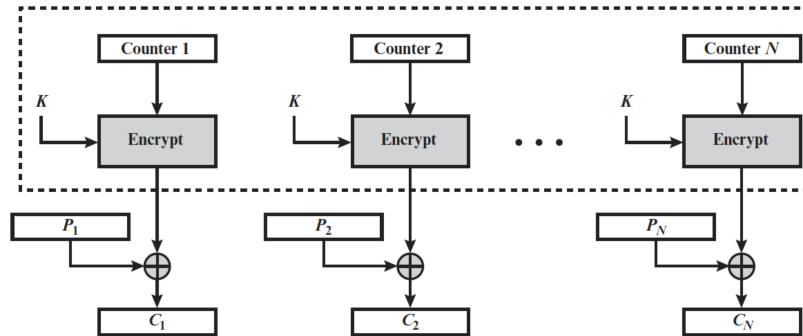 Counter 1 Counter 2 Counter N
K K K
Encrypt Encrypt • • • Encrypt
P1 P2 PN
C1 C2 CN